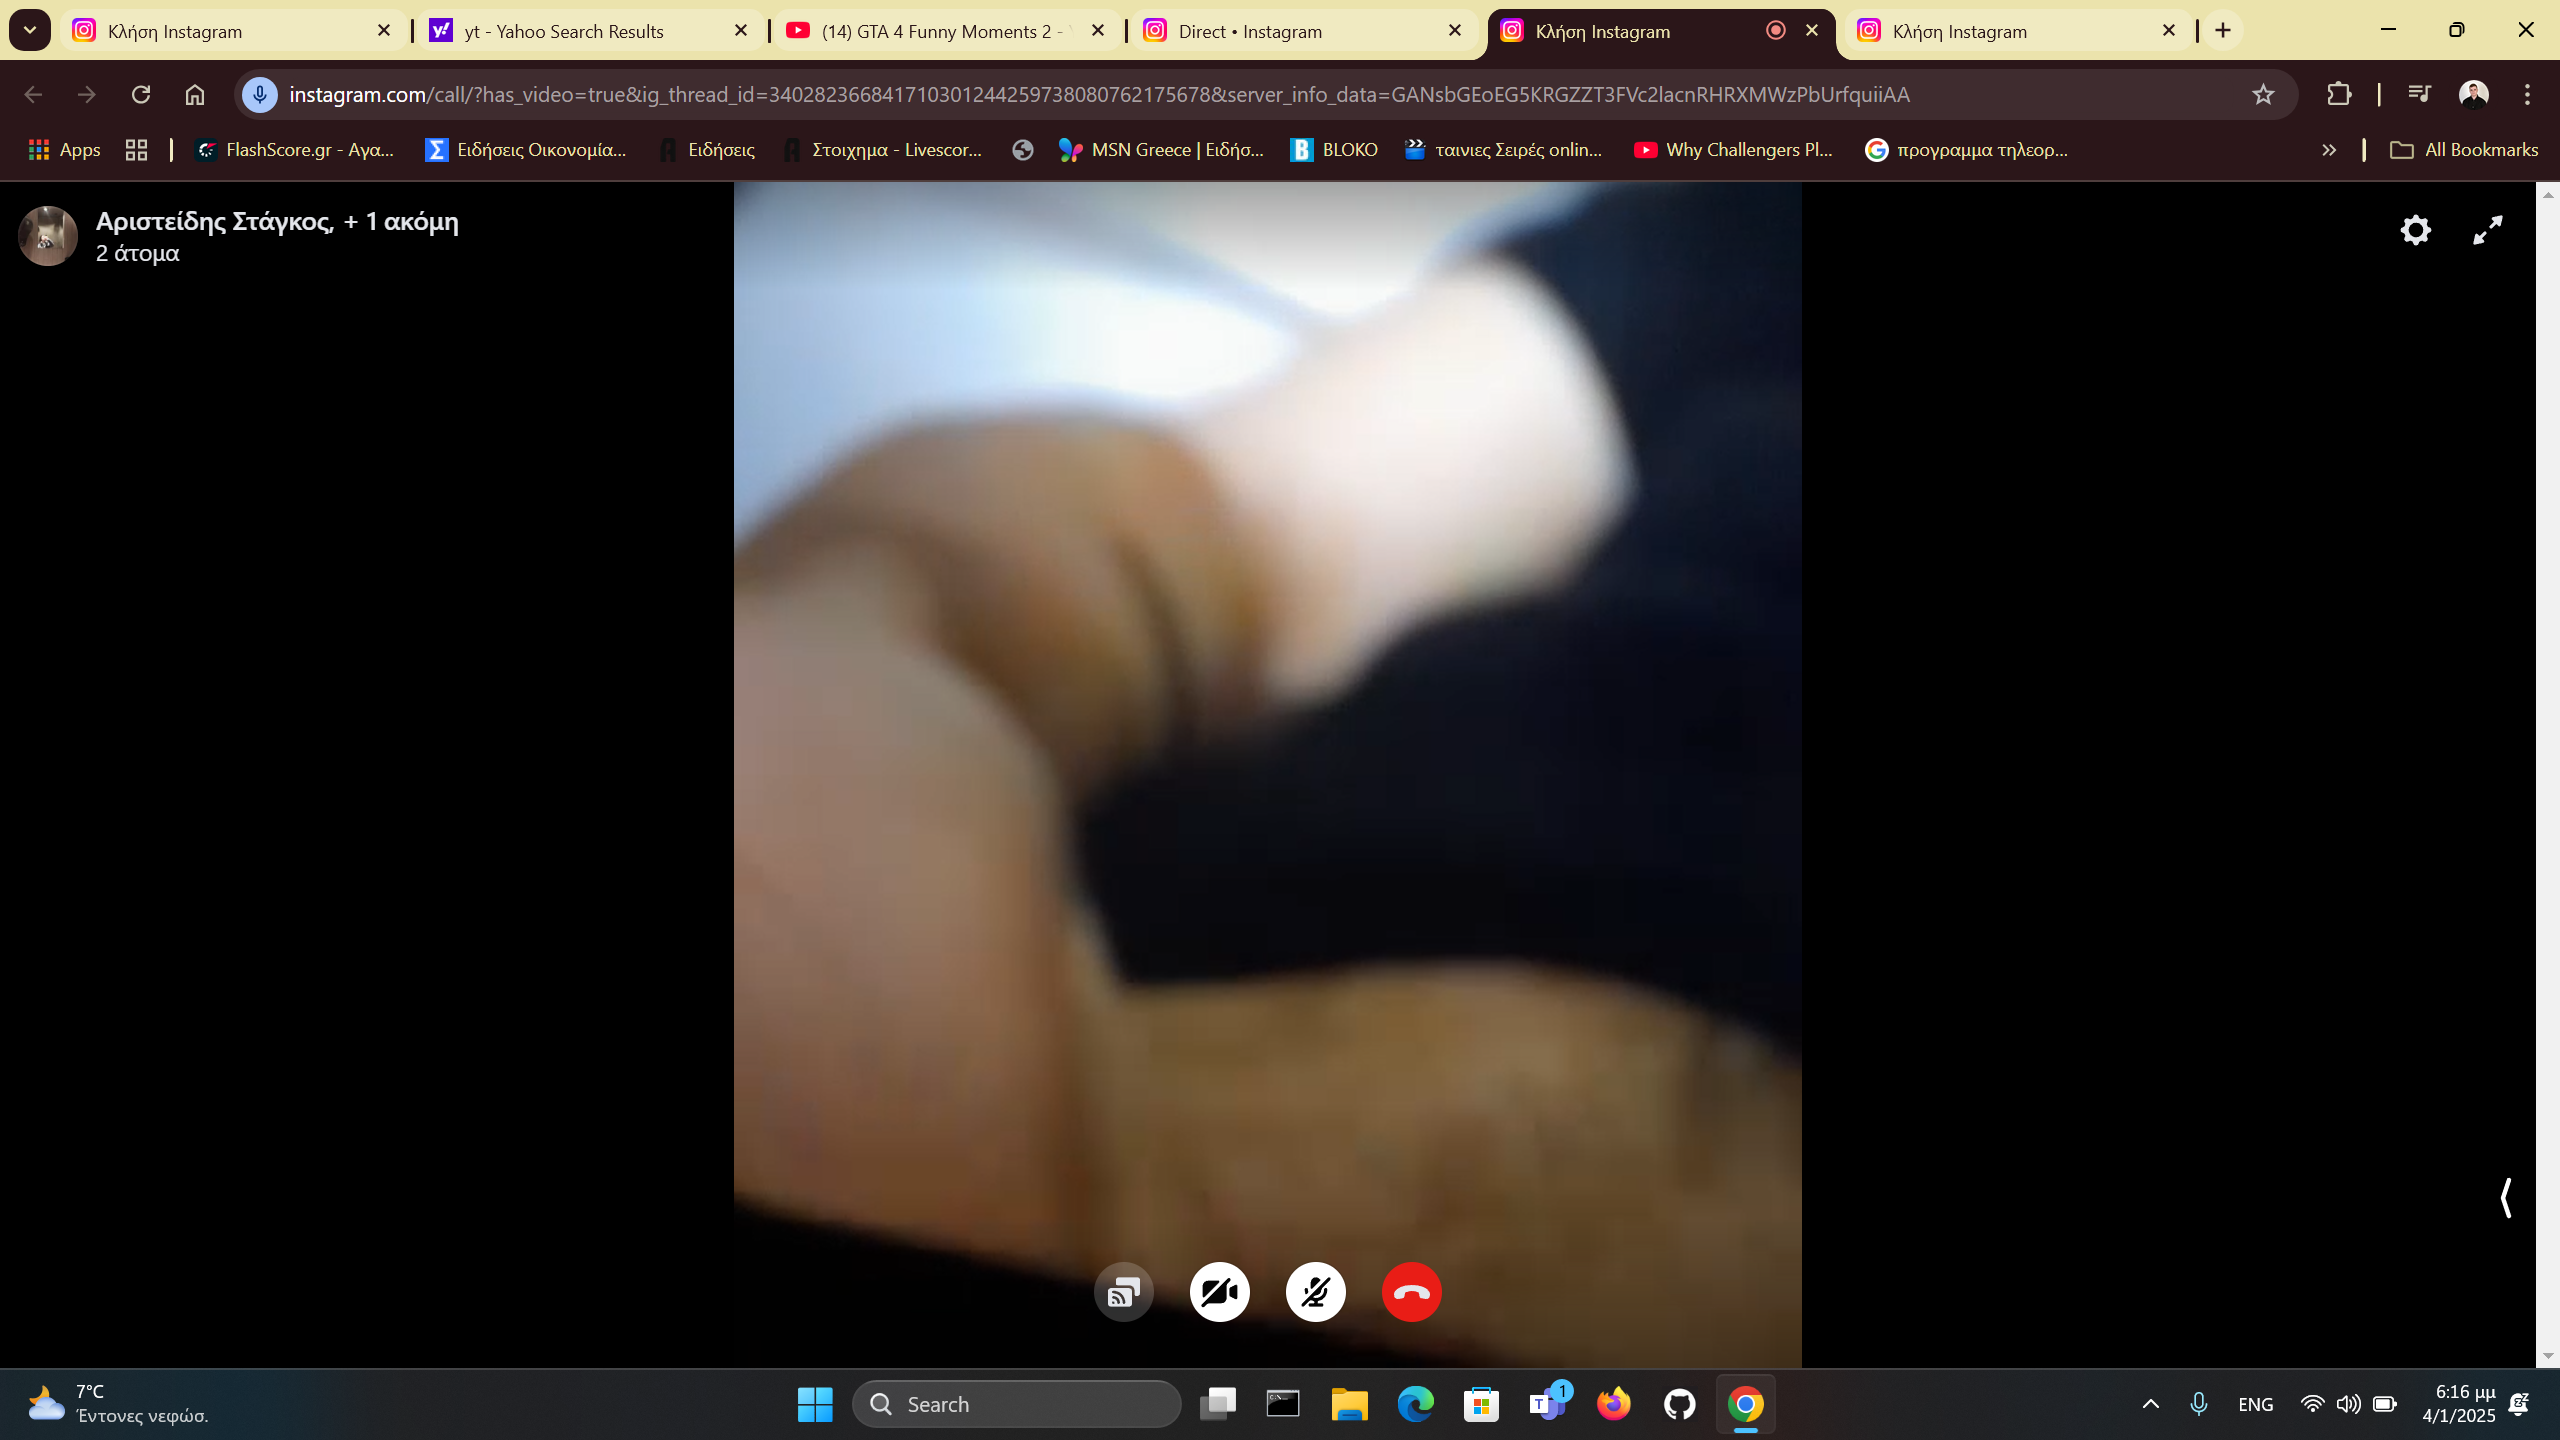 Κλήση Instagram
yt - Yahoo Search Results
(14) GTA 4 Funny Moments 2 -
Direct • Instagram
Κλήση Instagram
Κλήση Instagram
instagram.com/call/?has_video=true&ig_thread_id=340282366841710301244259738080762175678&server_info_data=GANsbGEoEG5KRGZZT3FVc2lacnRHRXMWzPbUrfquiiAA
Apps
FlashScore.gr - Αγα...
Ειδήσεις Οικονομία...
Ειδήσεις
Στοιχημα - Livescor...
MSN Greece | Ειδήσ...
BLOKO
ταινιες Σειρές onlin...
Why Challengers Pl...
προγραμμα τηλεορ...
All Bookmarks
Αριστείδης Στάγκος, + 1 ακόμη
2 άτομα
7°C
Έντονες νεφώσ.
Search
1
ENG
6:16 μμ
4/1/2025